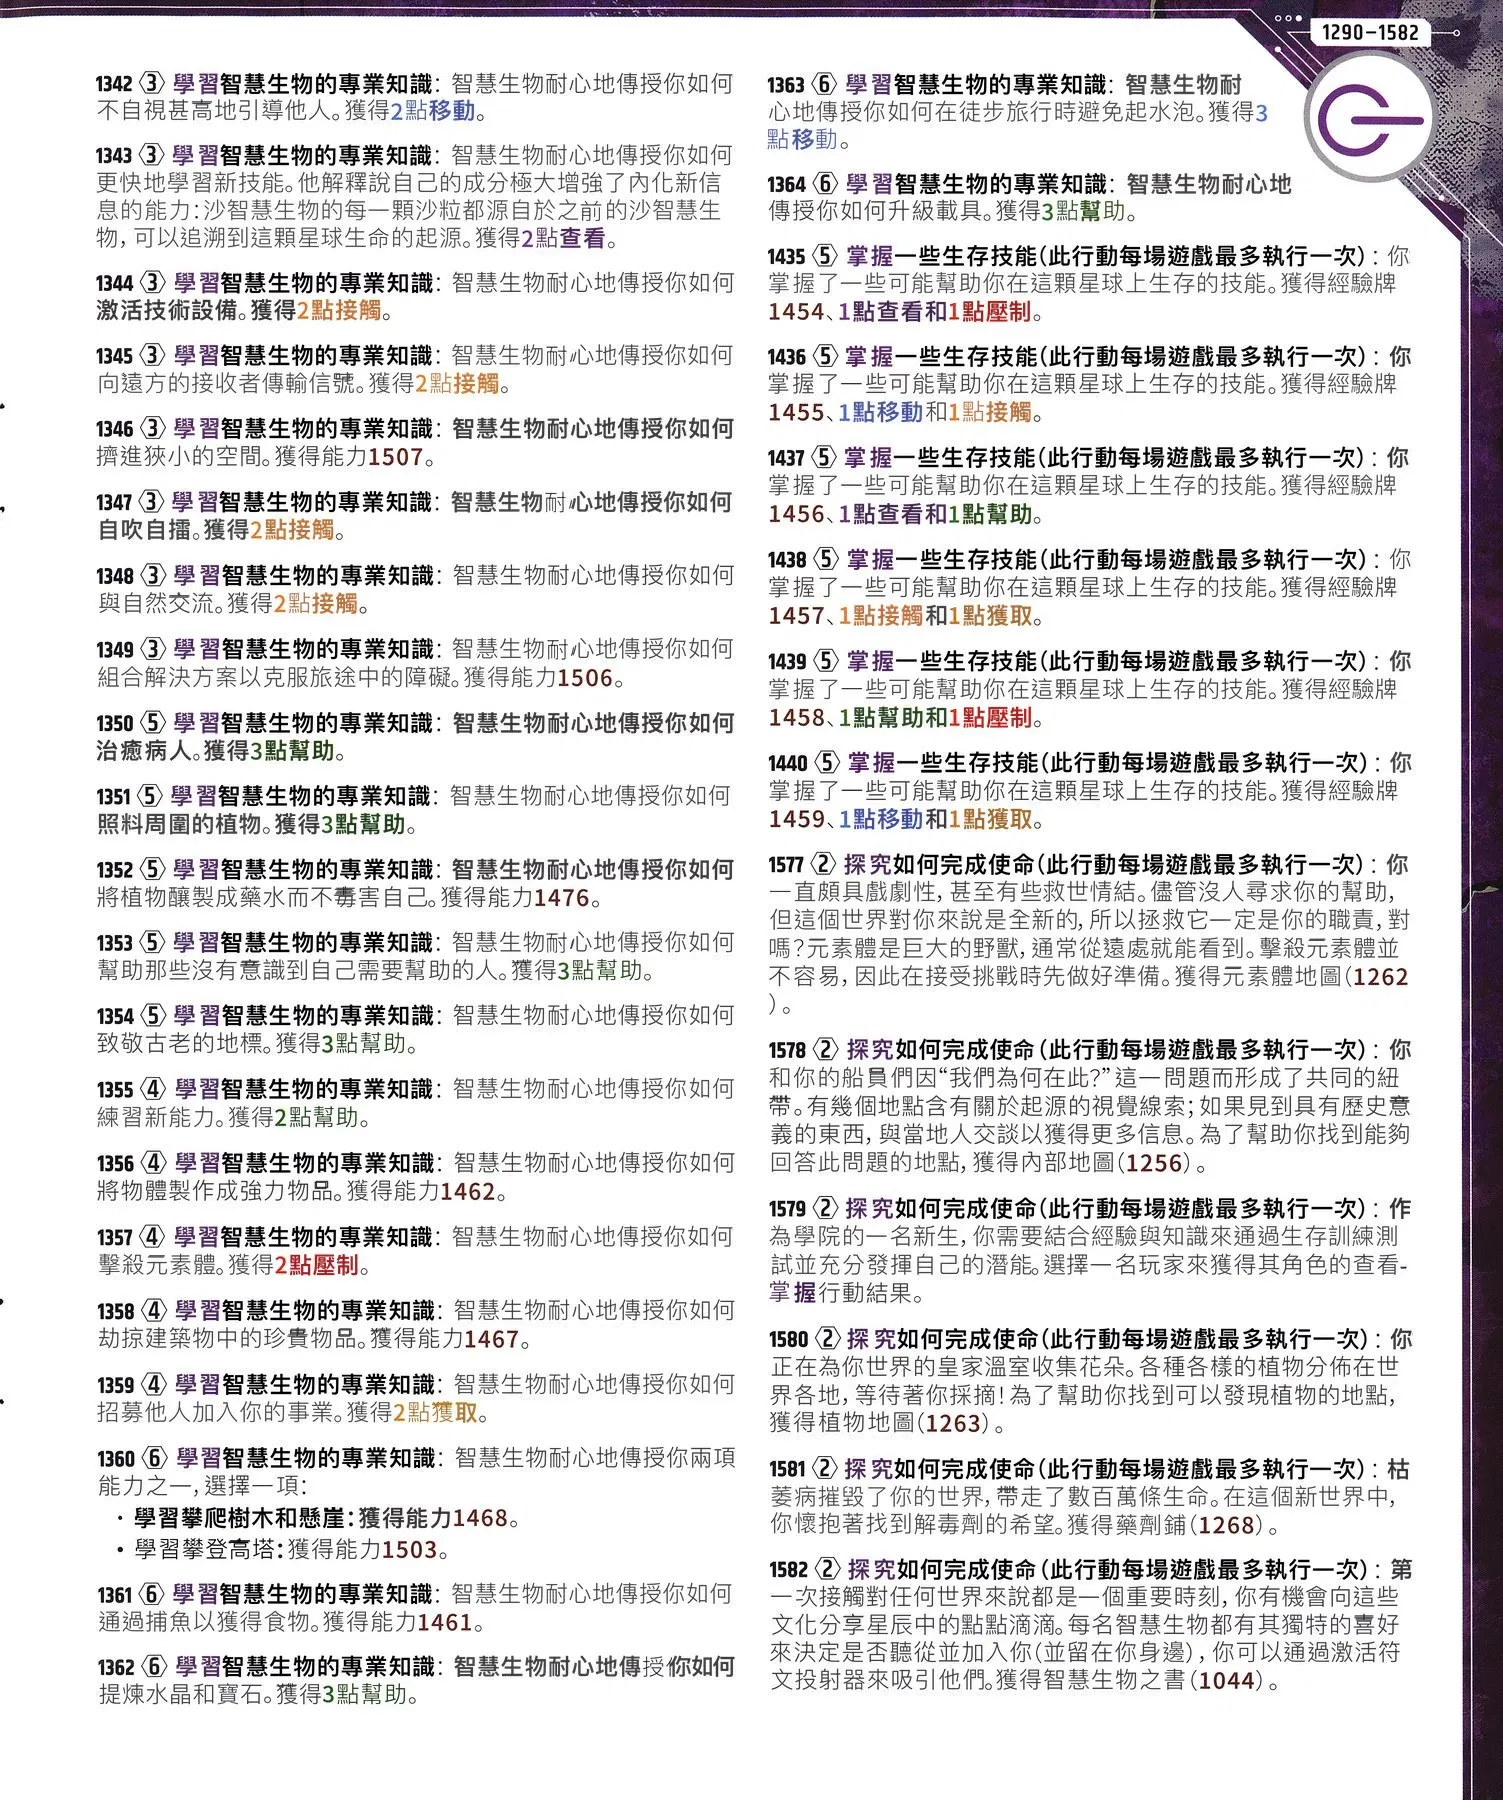 1290–1582
1342 3 學習智慧生物的專業知識：智慧生物耐心地傳授你如何
不自視甚高地引導他人。獲得2點移動。
1343 3 學習智慧生物的專業知識：智慧生物耐心地傳授你如何
更快地學習新技能。他解釋說自己的成分極大增強了內化新信
息的能力：沙智慧生物的每一顆沙粒都源自於之前的沙智慧生
物，可以追溯到這顆星球生命的起源。獲得2點查看。
1344 3 學習智慧生物的專業知識：智慧生物耐心地傳授你如何
激活技術設備。獲得2點接觸。
1345 3 學習智慧生物的專業知識：智慧生物耐心地傳授你如何
向遠方的接收者傳輸信號。獲得2點接觸。
1346 3 學習智慧生物的專業知識：智慧生物耐心地傳授你如何
擠進狹小的空間。獲得能力1507。
1347 3 學習智慧生物的專業知識：智慧生物耐心地傳授你如何
自吹自擂。獲得2點接觸。
1348 3 學習智慧生物的專業知識：智慧生物耐心地傳授你如何
與自然交流。獲得2點接觸。
1349 3 學習智慧生物的專業知識：智慧生物耐心地傳授你如何
組合解決方案以克服旅途中的障礙。獲得能力1506。
1350 5 學習智慧生物的專業知識：智慧生物耐心地傳授你如何
治癒病人。獲得3點幫助。
1351 5 學習智慧生物的專業知識：智慧生物耐心地傳授你如何
照料周圍的植物。獲得3點幫助。
1352 5 學習智慧生物的專業知識：智慧生物耐心地傳授你如何
將植物釀製成藥水而不毒害自己。獲得能力1476。
1353 5 學習智慧生物的專業知識：智慧生物耐心地傳授你如何
幫助那些沒有意識到自己需要幫助的人。獲得3點幫助。
1354 5 學習智慧生物的專業知識：智慧生物耐心地傳授你如何
致敬古老的地標。獲得3點幫助。
1355 4 學習智慧生物的專業知識：智慧生物耐心地傳授你如何
練習新能力。獲得2點幫助。
1356 4 學習智慧生物的專業知識：智慧生物耐心地傳授你如何
將物體製作成強力物品。獲得能力1462。
1357 4 學習智慧生物的專業知識：智慧生物耐心地傳授你如何
擊殺元素體。獲得2點壓制。
1358 4 學習智慧生物的專業知識：智慧生物耐心地傳授你如何
劫掠建築物中的珍貴物品。獲得能力1467。
1359 4 學習智慧生物的專業知識：智慧生物耐心地傳授你如何
招募他人加入你的事業。獲得2點獲取。
1360 6 學習智慧生物的專業知識：智慧生物耐心地傳授你兩項
能力之一，選擇一項：
・學習攀爬樹木和懸崖：獲得能力1468。
・學習攀登高塔：獲得能力1503。
1361 6 學習智慧生物的專業知識：智慧生物耐心地傳授你如何
通過捕魚以獲得食物。獲得能力1461。
1362 6 學習智慧生物的專業知識：智慧生物耐心地傳授你如何
提煉水晶和寶石。獲得3點幫助。
1363 6 學習智慧生物的專業知識：智慧生物耐
心地傳授你如何在徒步旅行時避免起水泡。獲得3
點移動。
1364 6 學習智慧生物的專業知識：智慧生物耐心地
傳授你如何升級載具。獲得3點幫助。
1435 5 掌握一些生存技能（此行動每場遊戲最多執行一次）：你
掌握了一些可能幫助你在這顆星球上生存的技能。獲得經驗牌
1454、1點查看和1點壓制。
1436 5 掌握一些生存技能（此行動每場遊戲最多執行一次）：你
掌握了一些可能幫助你在這顆星球上生存的技能。獲得經驗牌
1455、1點移動和1點接觸。
1437 5 掌握一些生存技能（此行動每場遊戲最多執行一次）：你
掌握了一些可能幫助你在這顆星球上生存的技能。獲得經驗牌
1456、1點查看和1點幫助。
1438 5 掌握一些生存技能（此行動每場遊戲最多執行一次）：你
掌握了一些可能幫助你在這顆星球上生存的技能。獲得經驗牌
1457、1點接觸和1點獲取。
1439 5 掌握一些生存技能（此行動每場遊戲最多執行一次）：你
掌握了一些可能幫助你在這顆星球上生存的技能。獲得經驗牌
1458、1點幫助和1點壓制。
1440 5 掌握一些生存技能（此行動每場遊戲最多執行一次）：你
掌握了一些可能幫助你在這顆星球上生存的技能。獲得經驗牌
1459、1點移動和1點獲取。
1577 2 探究如何完成使命（此行動每場遊戲最多執行一次）：你
一直頗具戲劇性，甚至有些救世情結。儘管沒人尋求你的幫助，
但這個世界對你來說是全新的，所以拯救它一定是你的職責，對
嗎？元素體是巨大的野獸，通常從遠處就能看到。擊殺元素體並
不容易，因此在接受挑戰時先做好準備。獲得元素體地圖（1262
）。
1578 2 探究如何完成使命（此行動每場遊戲最多執行一次）：你
和你的船員們因“我們為何在此？”這一問題而形成了共同的紐
帶。有幾個地點含有關於起源的視覺線索；如果見到具有歷史意
義的東西，與當地人交談以獲得更多信息。為了幫助你找到能夠
回答此問題的地點，獲得內部地圖（1256）。
1579 2 探究如何完成使命（此行動每場遊戲最多執行一次）：作
為學院的一名新生，你需要結合經驗與知識來通過生存訓練測
試並充分發揮自己的潛能。選擇一名玩家來獲得其角色的查看-
掌握行動結果。
1580 2 探究如何完成使命（此行動每場遊戲最多執行一次）：你
正在為你世界的皇家溫室收集花朵。各種各樣的植物分佈在世
界各地，等待著你採摘！為了幫助你找到可以發現植物的地點，
獲得植物地圖（1263）。
1581 2 探究如何完成使命（此行動每場遊戲最多執行一次）：枯
萎病摧毀了你的世界，帶走了數百萬條生命。在這個新世界中，
你懷抱著找到解毒劑的希望。獲得藥劑鋪（1268）。
1582 2 探究如何完成使命（此行動每場遊戲最多執行一次）：第
一次接觸對任何世界來說都是一個重要時刻，你有機會向這些
文化分享星辰中的點點滴滴。每名智慧生物都有其獨特的喜好
來決定是否聽從並加入你（並留在你身邊），你可以通過激活符
文投射器來吸引他們。獲得智慧生物之書（1044）。